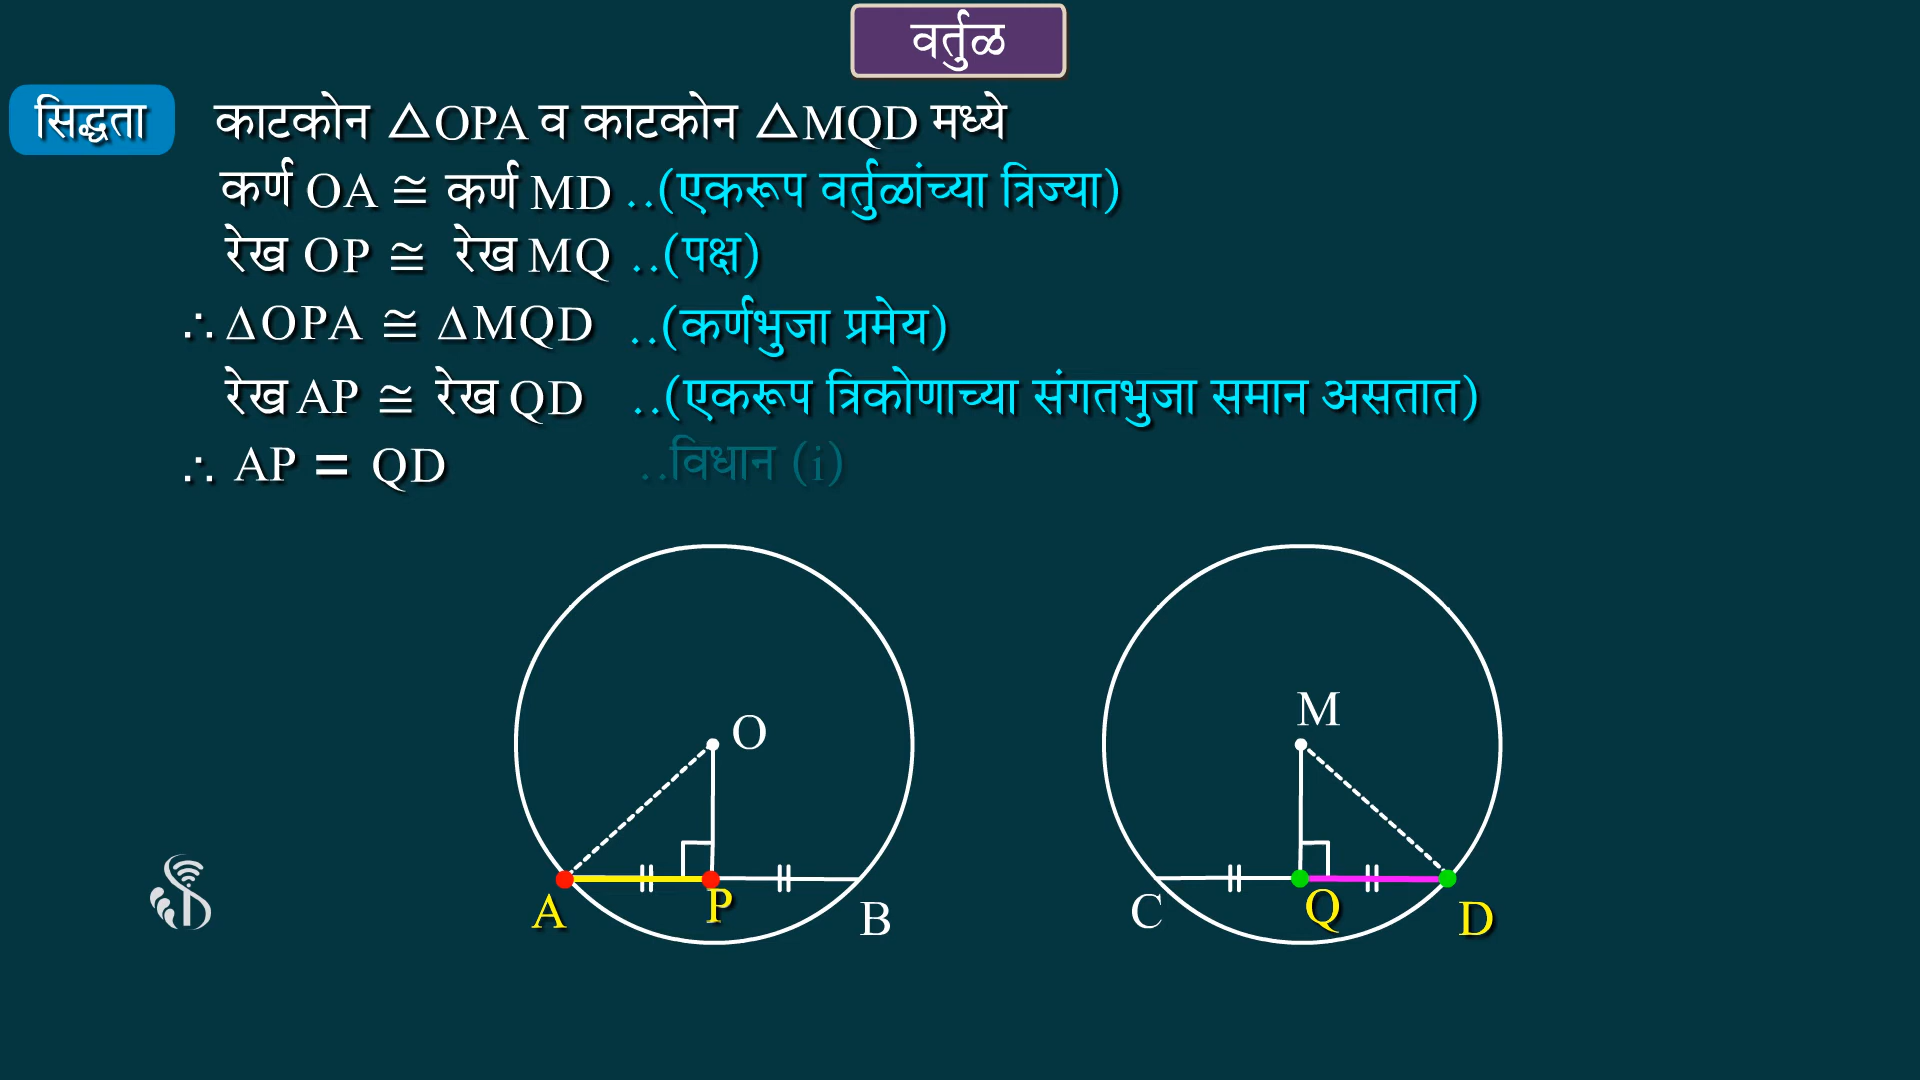 वर्तुळ
सिद्धता काटकोन △OPA व काटकोन △MQD मध्ये
कर्ण OA ≅ कर्ण MD ..(एकरूप वर्तुळांच्या त्रिज्या)
रेख OP ≅ रेख MQ ..(पक्ष)
∴ ΔOPA ≅ ΔMQD ..(कर्णभुजा प्रमेय)
रेख AP ≅ रेख QD ..(एकरूप त्रिकोणाच्या संगतभुजा समान असतात)
∴ AP = QD ..विधान (i)
O M
A P B C Q D